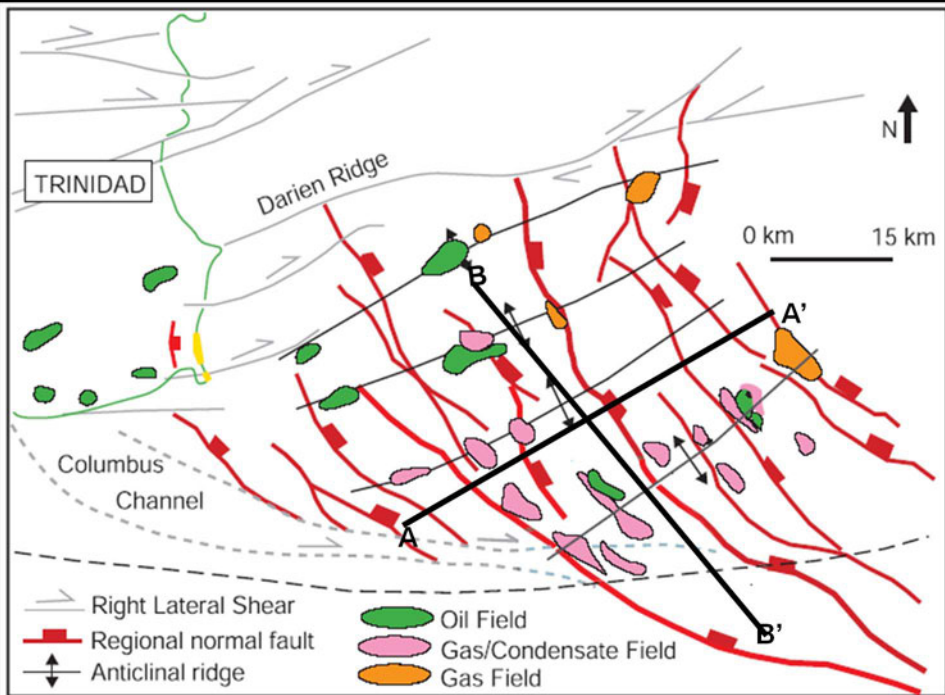 N
TRINIDAD
Darien Ridge
0 km 15 km
B
A'
Columbus
Channel
A
B'
Right Lateral Shear
Regional normal fault
Anticlinal ridge
Oil Field
Gas/Condensate Field
Gas Field